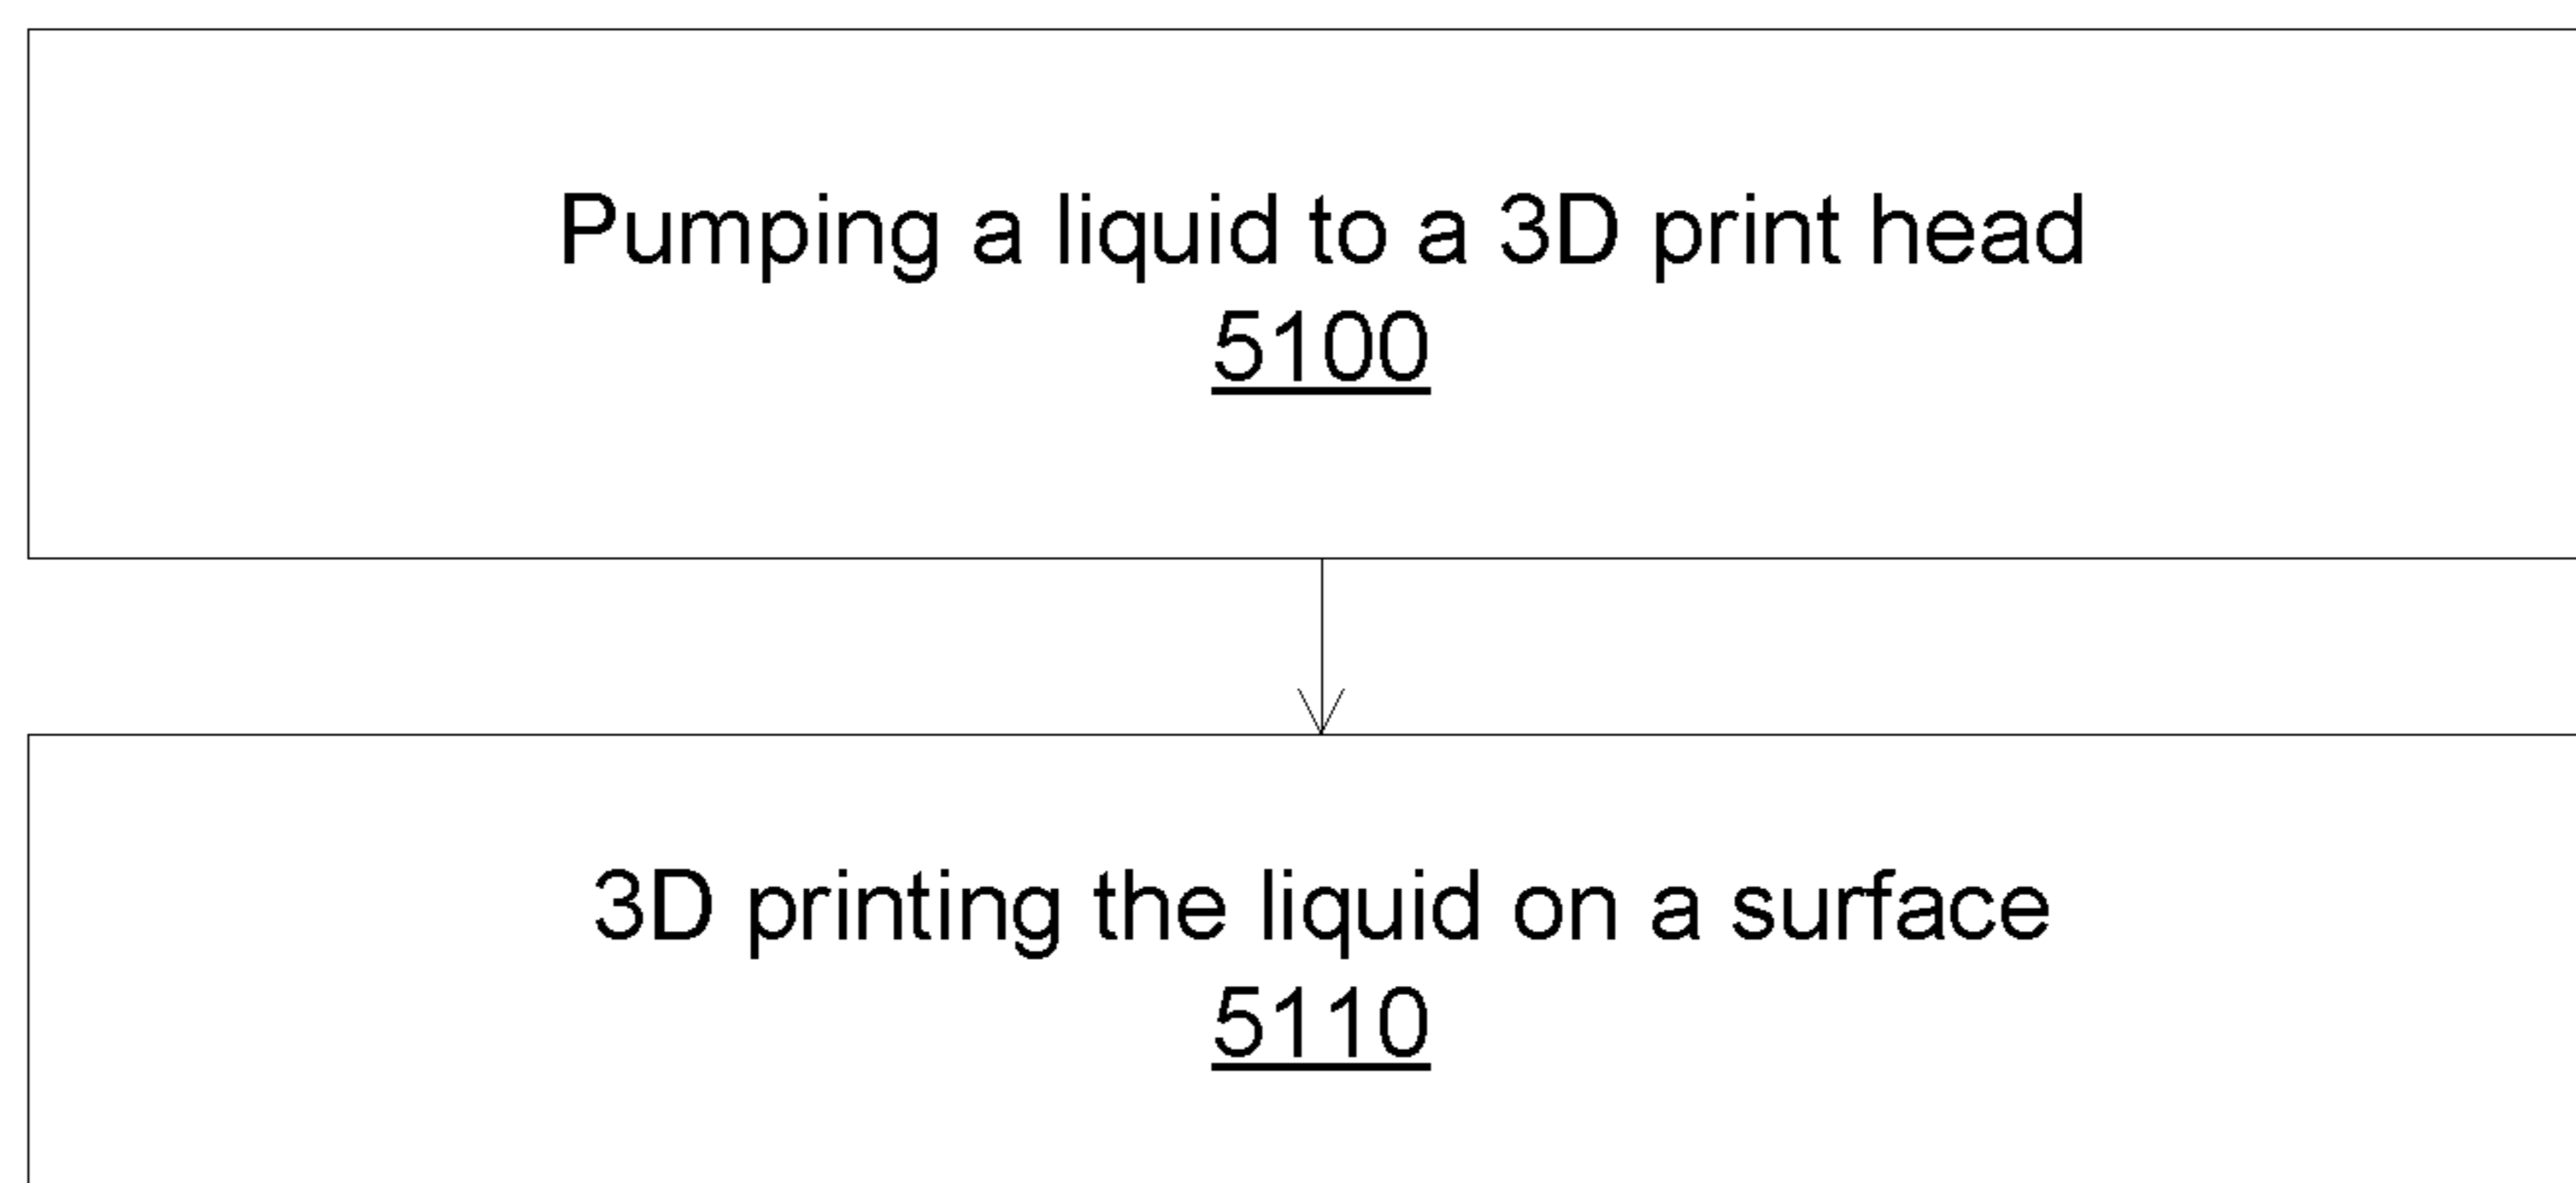 Pumping a liquid to a 3D print head
5100
3D printing the liquid on a surface
5110